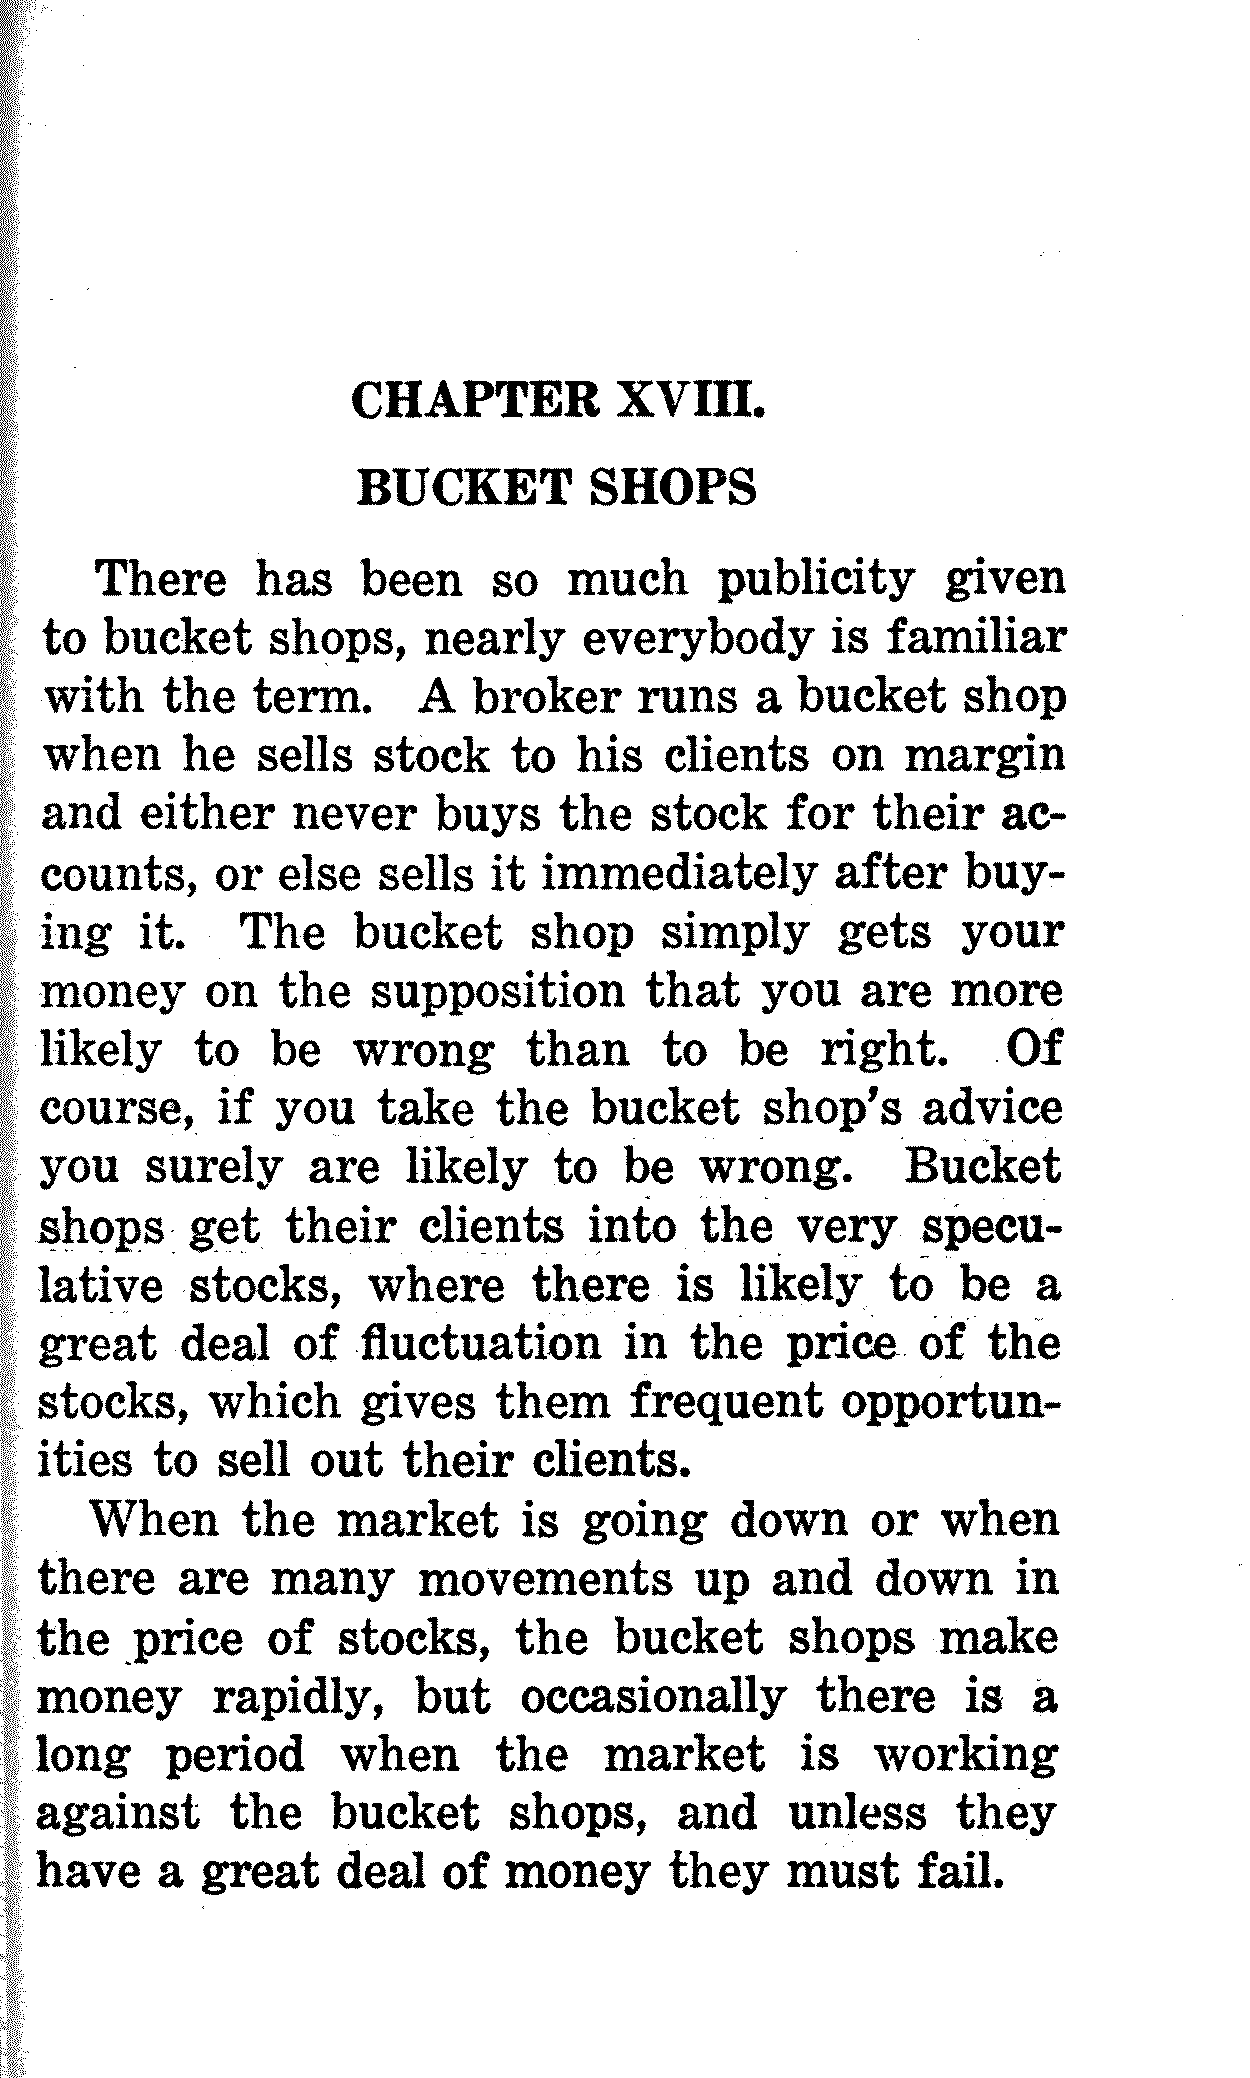 CHAPTER XVIII.
BUCKET SHOPS
There has been so much publicity given
to bucket shops, nearly everybody is familiar
with the term. A broker runs a bucket shop
when he sells stock to his clients on margin
and either never buys the stock for their ac-
counts, or else sells it immediately after buy-
ing it. The bucket shop simply gets your
money on the supposition that you are more
likely to be wrong than to be right. Of
course, if you take the bucket shop's advice
you surely are likely to be wrong. Bucket
shops get their clients into the very specu-
lative stocks, where there is likely to be a
great deal of fluctuation in the price of the
stocks, which gives them frequent opportun-
ities to sell out their clients.
When the market is going down or when
there are many movements up and down in
the price of stocks, the bucket shops make
money rapidly, but occasionally there is a
long period when the market is working
against the bucket shops, and unless they
have a great deal of money they must fail.